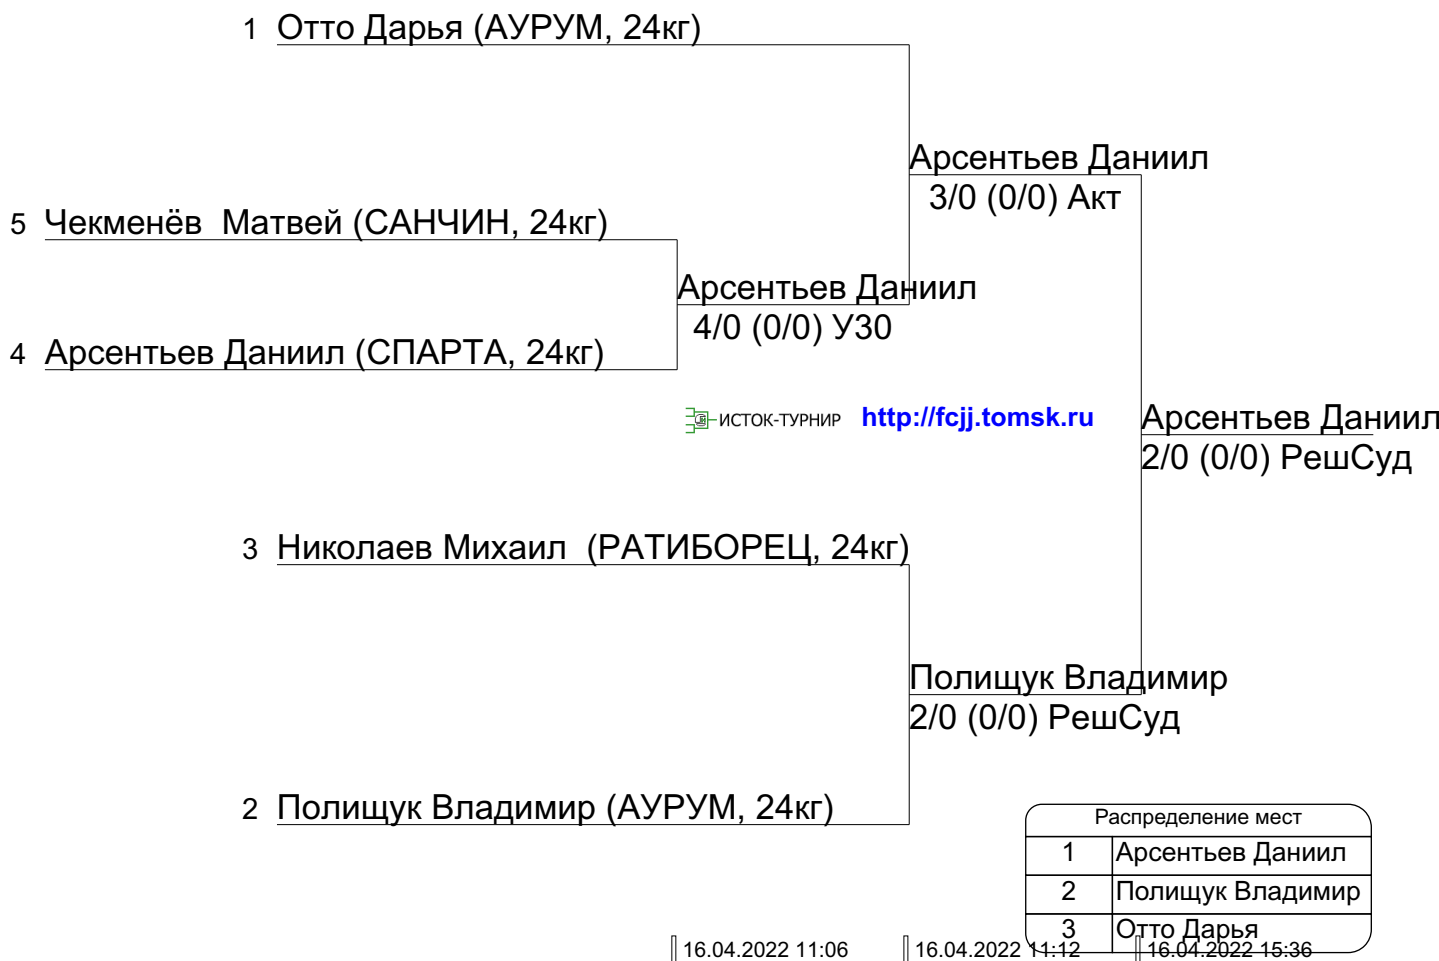 1 Отто Дарья (АУРУМ, 24кг)
Арсентьев Даниил
3/0 (0/0) Акт
5 Чекменёв Матвей (САНЧИН, 24кг)
Арсентьев Даниил
4/0 (0/0) У30
4 Арсентьев Даниил (СПАРТА, 24кг)
ИСТОК-ТУРНИР http://fcjj.tomsk.ru
Арсентьев Даниил
2/0 (0/0) РешСуд
3 Николаев Михаил (РАТИБОРЕЦ, 24кг)
Полищук Владимир
2/0 (0/0) РешСуд
2 Полищук Владимир (АУРУМ, 24кг)
Распределение мест
1 Арсентьев Даниил
2 Полищук Владимир
3 Отто Дарья
16.04.2022 11:06 16.04.2022 11:12 16.04.2022 15:36